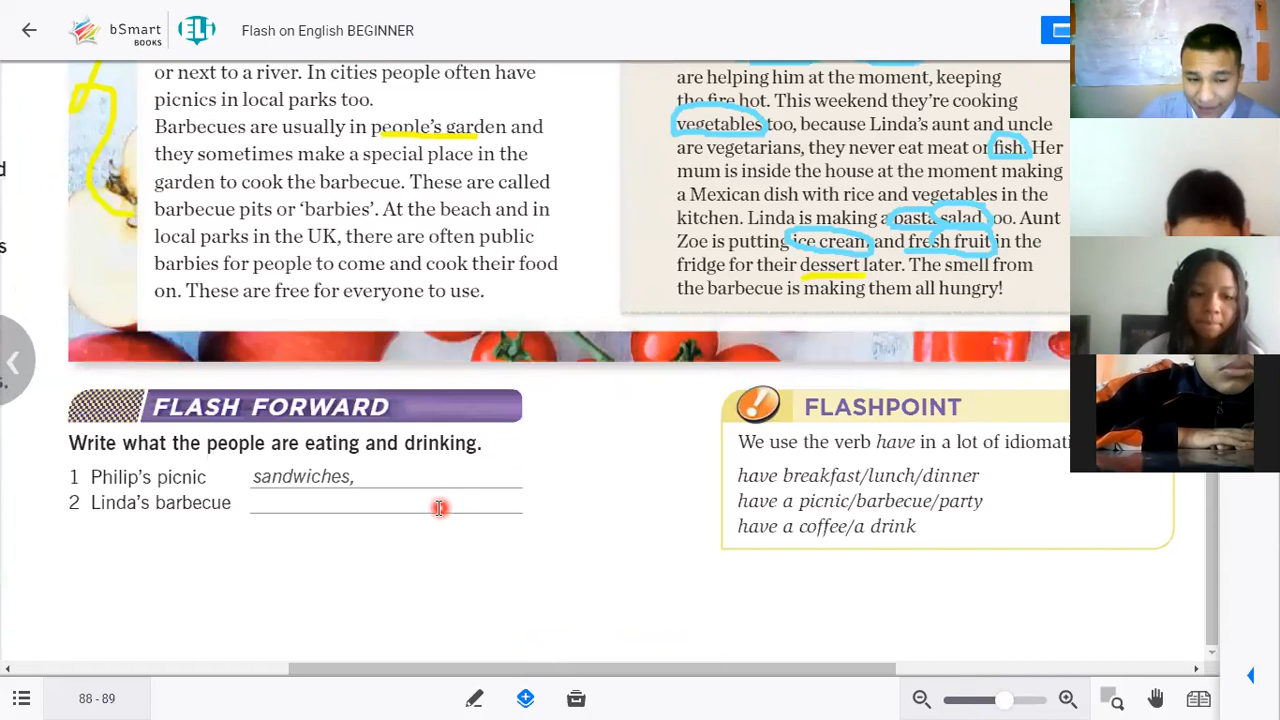 bSmart
BOOKS
ELi
Flash on English BEGINNER
or next to a river. In cities people often have
picnics in local parks too.
Barbecues are usually in people's garden and
they sometimes make a special place in the
garden to cook the barbecue. These are called
barbecue pits or 'barbies'. At the beach and in
local parks in the UK, there are often public
barbies for people to come and cook their food
on. These are free for everyone to use.
are helping him at the moment, keeping
the fire hot. This weekend they're cooking
vegetables too, because Linda's aunt and uncle
are vegetarians, they never eat meat or fish. Her
mum is inside the house at the moment making
a Mexican dish with rice and vegetables in the
kitchen. Linda is making a pasta salad too. Aunt
Zoe is putting ice cream and fresh fruit in the
fridge for their dessert later. The smell from
the barbecue is making them all hungry!
FLASH FORWARD
Write what the people are eating and drinking.
1 Philip's picnic sandwiches,
2 Linda's barbecue
FLASHPOINT
We use the verb have in a lot of idiomati
have breakfast/lunch/dinner
have a picnic/barbecue/party
have a coffee/a drink
88 - 89